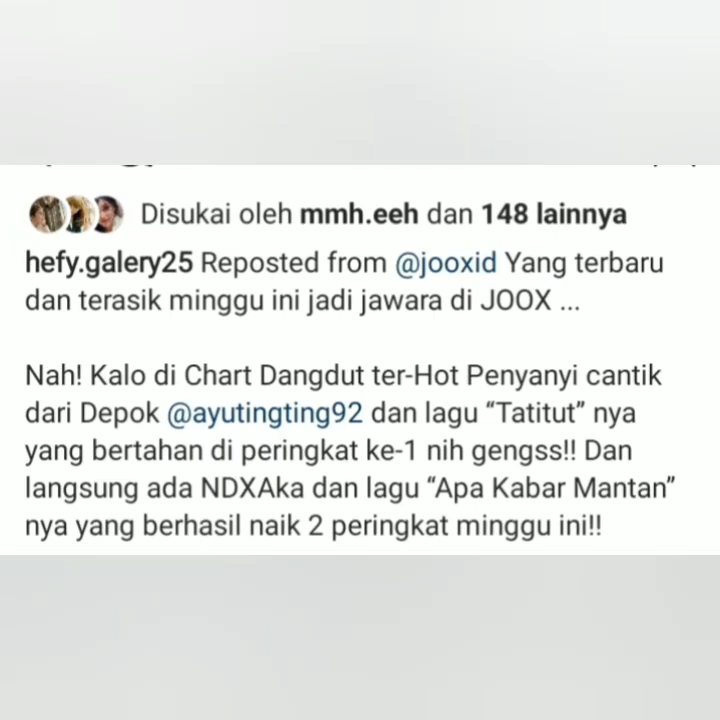 Disukai oleh mmh.eeh dan 148 lainnya
hefy.galery25 Reposted from @jooxid Yang terbaru
dan terasik minggu ini jadi jawara di JOOX ...
Nah! Kalo di Chart Dangdut ter-Hot Penyanyi cantik
dari Depok @ayutingting92 dan lagu “Tatitut” nya
yang bertahan di peringkat ke-1 nih gengss!! Dan
langsung ada NDXAka dan lagu “Apa Kabar Mantan”
nya yang berhasil naik 2 peringkat minggu ini!!